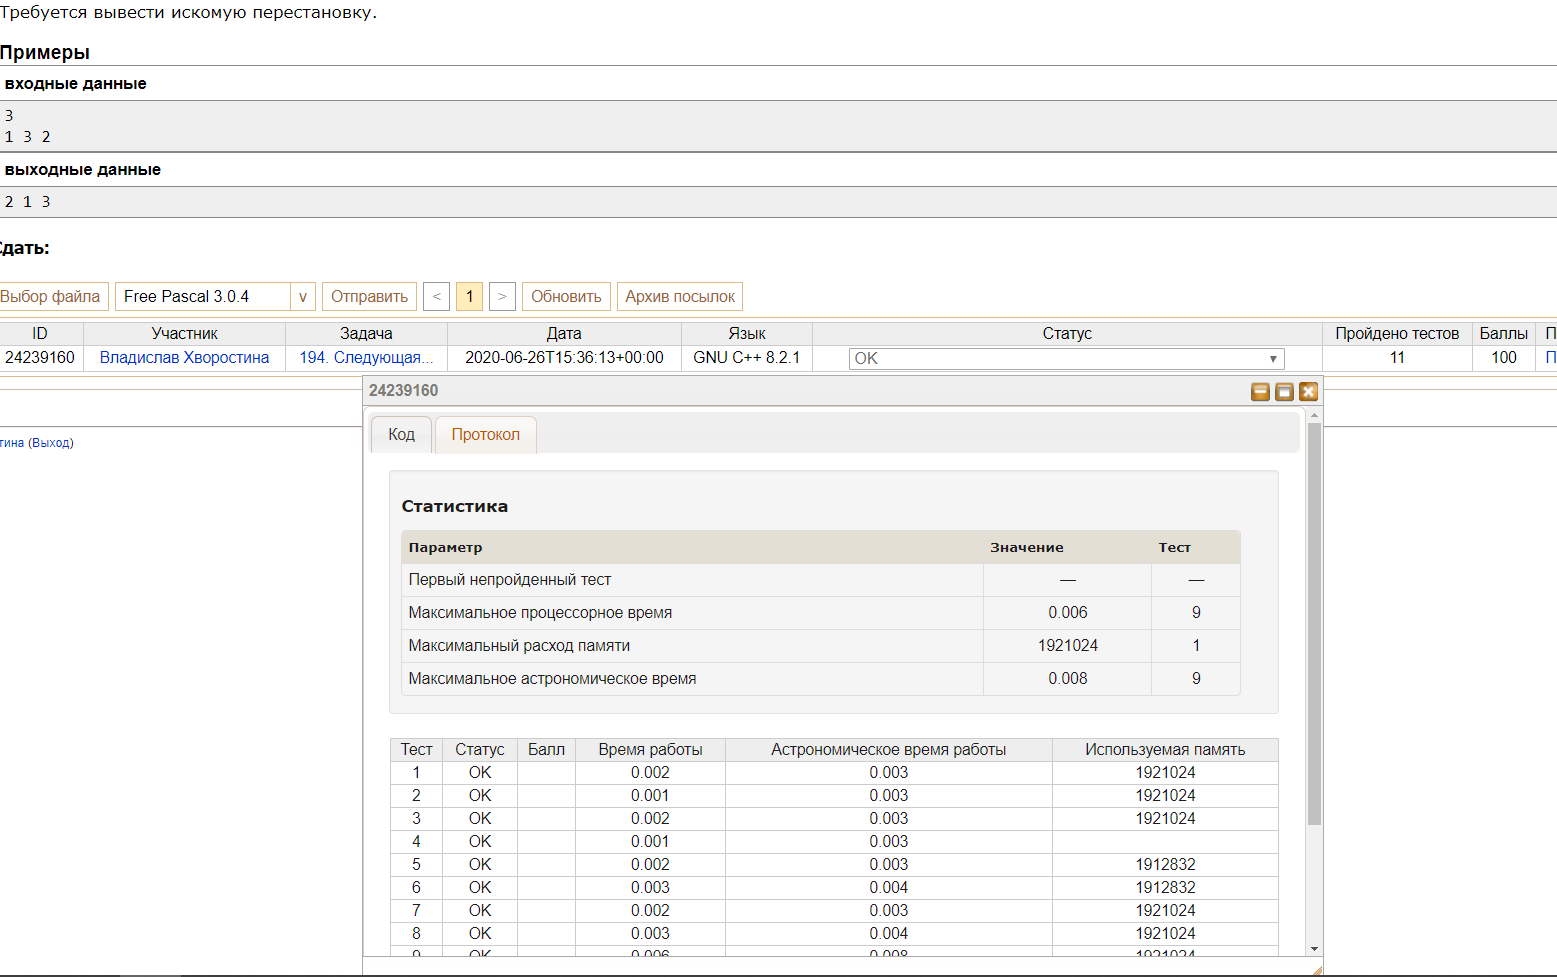 Требуется вывести искомую перестановку.
Примеры
входные данные
3
1 3 2
выходные данные
2 1 3
Сдать:
Выбор файла Free Pascal 3.0.4 v Отправить < 1 > Обновить Архив посылок
ID Участник Задача Дата Язык Статус Пройдено тестов Баллы П
24239160 Владислав Хворостина 194. Следующая... 2020-06-26T15:36:13+00:00 GNU C++ 8.2.1 OK 11 100 П
24239160
тина (Выход)
Код Протокол
Статистика
Параметр Значение Тест
Первый непройденный тест — —
Максимальное процессорное время 0.006 9
Максимальный расход памяти 1921024 1
Максимальное астрономическое время 0.008 9
Тест Статус Балл Время работы Астрономическое время работы Используемая память
1 OK 0.002 0.003 1921024
2 OK 0.001 0.003 1921024
3 OK 0.002 0.003 1921024
4 OK 0.001 0.003
5 OK 0.002 0.003 1912832
6 OK 0.003 0.004 1912832
7 OK 0.002 0.003 1921024
8 OK 0.003 0.004 1921024
9 OK 0.006 0.008 1921024